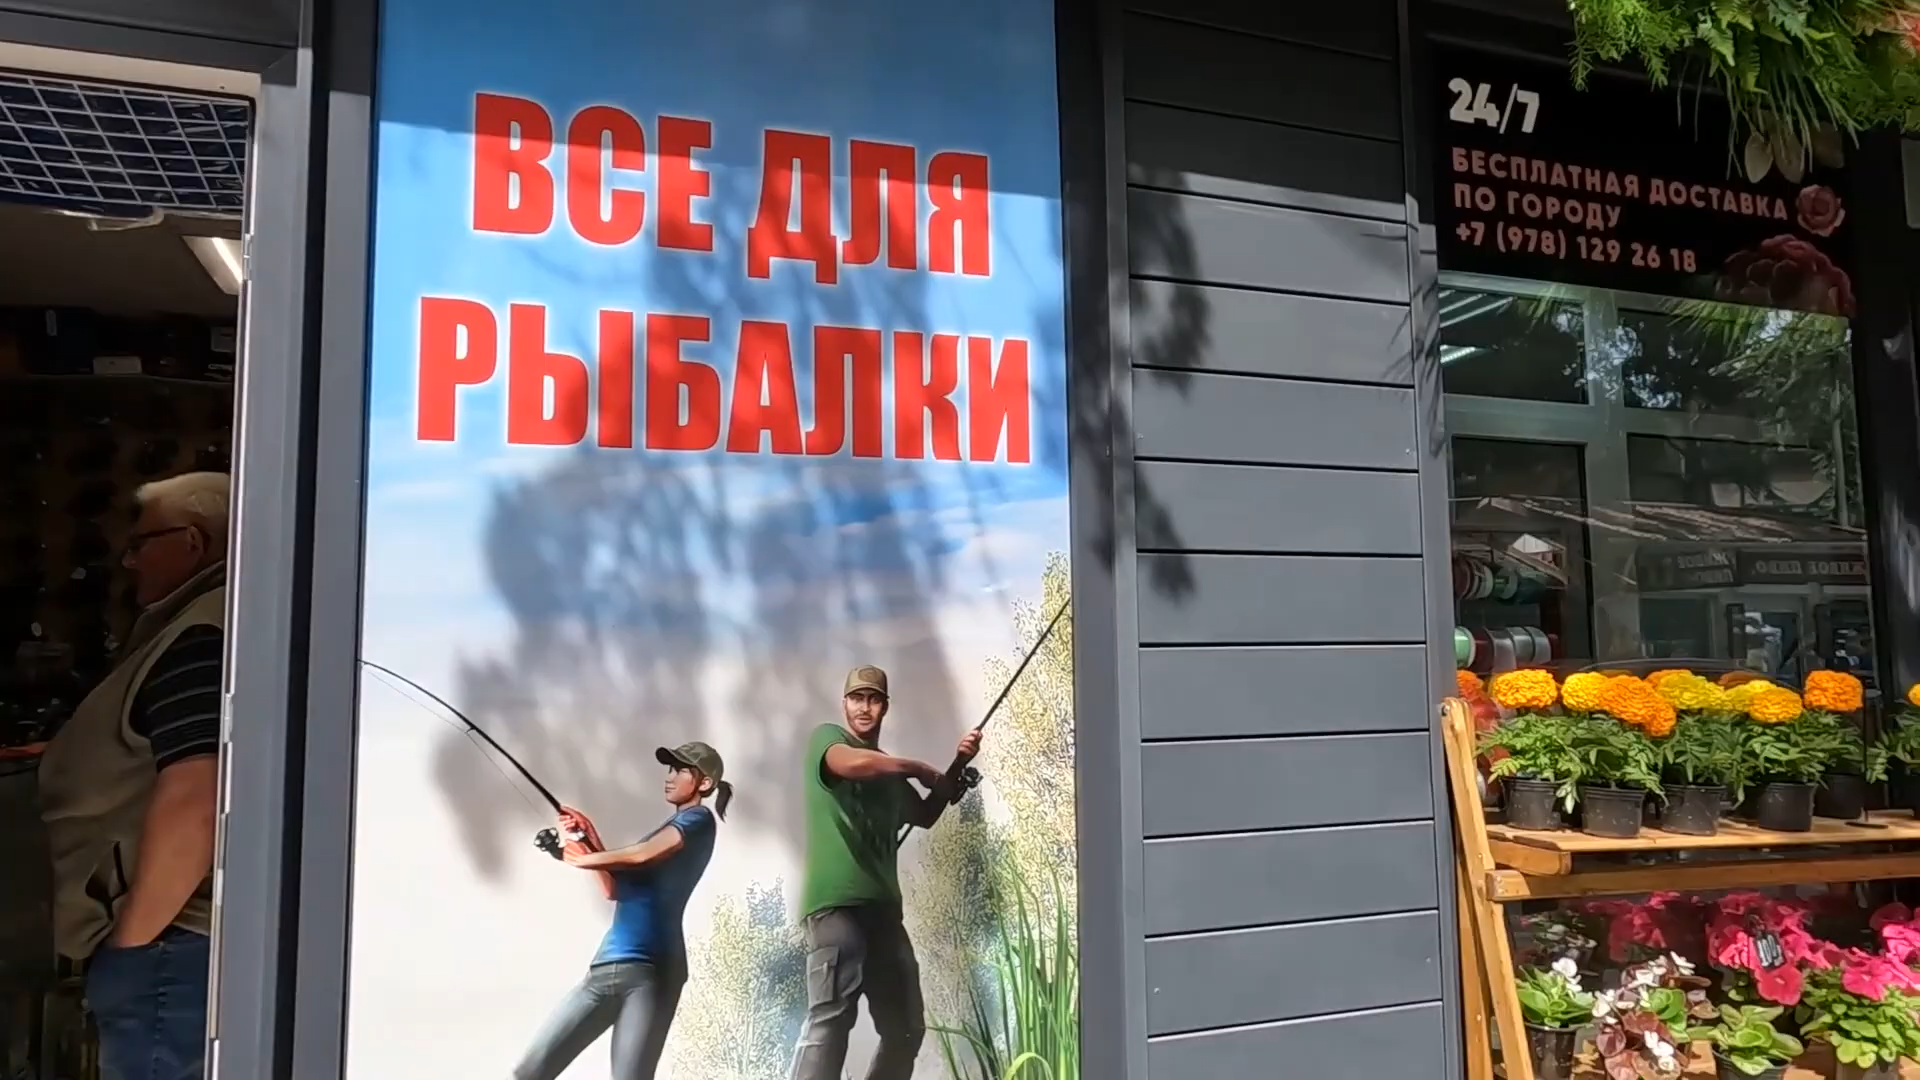 ВСЕ ДЛЯ
РЫБАЛКИ
24/7
БЕСПЛАТНАЯ ДОСТАВКА
ПО ГОРОДУ
+7 (978) 129 26 18